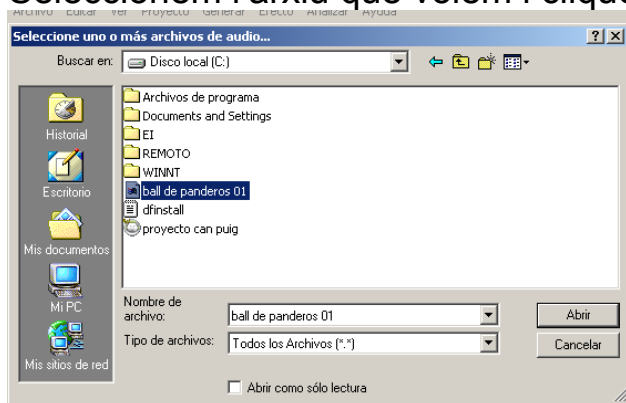 Seleccionem l'arxiu que volem i clique
Archivo Editar Ver Proyecto Generar Efecto Analizar Ayuda
Seleccione uno o más archivos de audio...
Buscar en: Disco local (C:)
Historial
Escritorio
Mis documentos
Mi PC
Mis sitios de red
Archivos de programa
Documents and Settings
EI
REMOTO
WINNT
ball de panderos 01
dfinstall
proyecto can puig
Nombre de archivo: ball de panderos 01
Abrir
Tipo de archivos: Todos los Archivos (*.*)
Cancelar
Abrir como sólo lectura